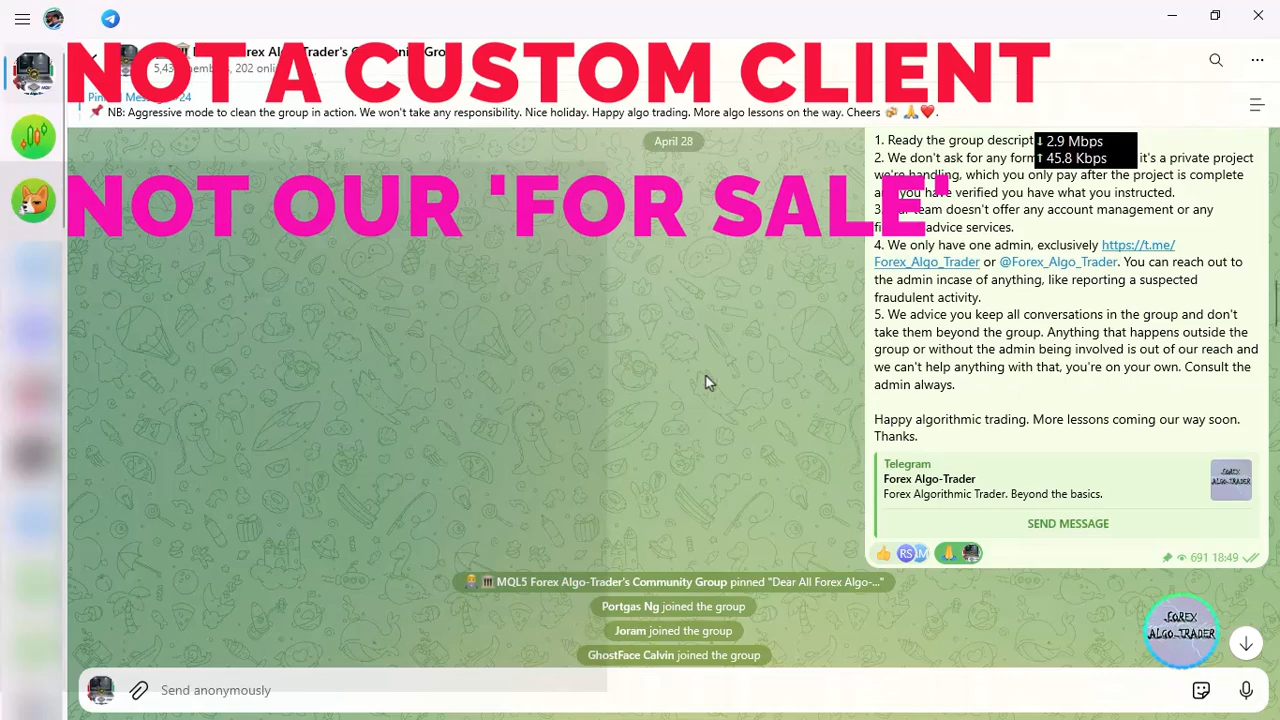 NOT A CUSTOM CLIENT
NOT OUR 'FOR SALE'
📌 NB: Aggressive mode to clean the group in action. We won't take any responsibility. Nice holiday. Happy algo trading. More algo lessons on the way. Cheers 🍻 🙏❤️.
April 28
1. Ready the group descript
↓ 2.9 Mbps
↑ 45.8 Kbps
2. We don't ask for any it's a private project
which you only pay after the project is complete
you have verified you have what you instructed.
team doesn't offer any account management or any
advice services.
4. We only have one admin, exclusively https://t.me/
Forex_Algo_Trader or @Forex_Algo_Trader. You can reach out to
the admin incase of anything, like reporting a suspected
fraudulent activity.
5. We advice you keep all conversations in the group and don't
take them beyond the group. Anything that happens outside the
group or without the admin being involved is out of our reach and
we can't help anything with that, you're on your own. Consult the
admin always.
Happy algorithmic trading. More lessons coming our way soon.
Thanks.
Telegram
Forex Algo-Trader
Forex Algorithmic Trader. Beyond the basics.
SEND MESSAGE
RS M
691 18:49
MQL5 Forex Algo-Trader's Community Group pinned "Dear All Forex Algo-..."
Portgas Ng joined the group
Joram joined the group
GhostFace Calvin joined the group
FOREX
ALGO-TRADER
Send anonymously